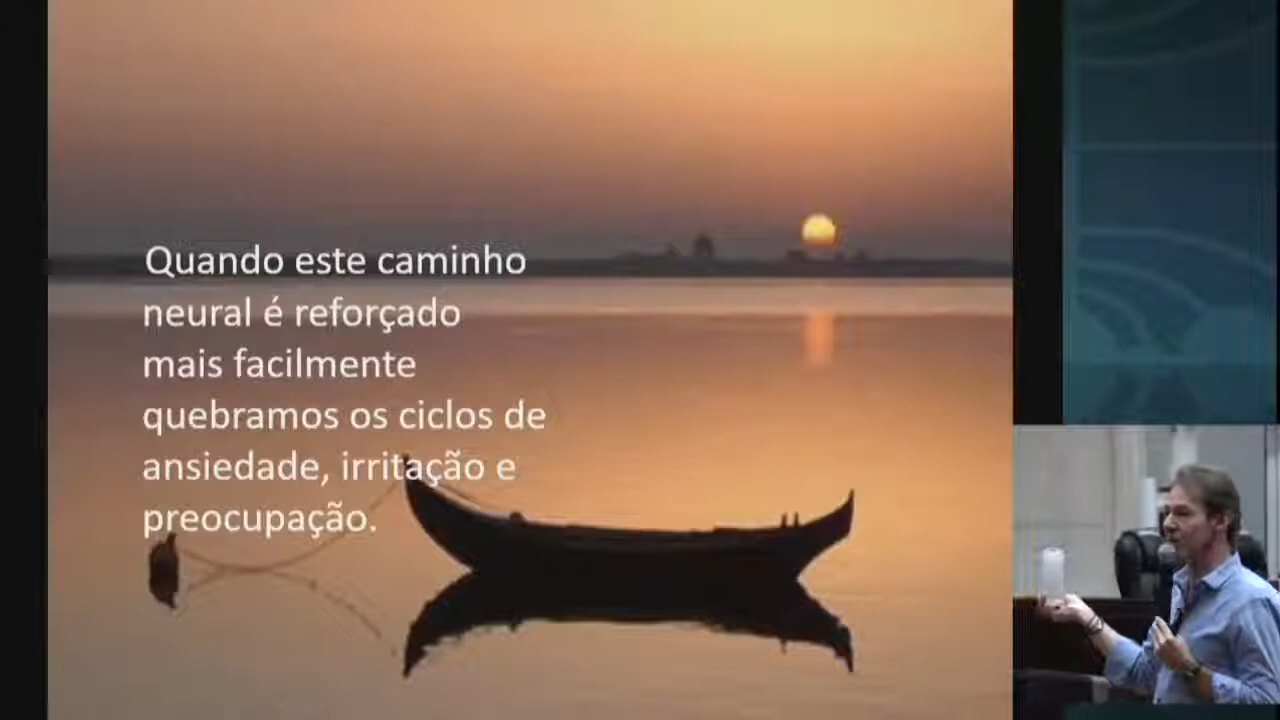 Quando este caminho
neural é reforçado
mais facilmente
quebramos os ciclos de
ansiedade, irritação e
preocupação.